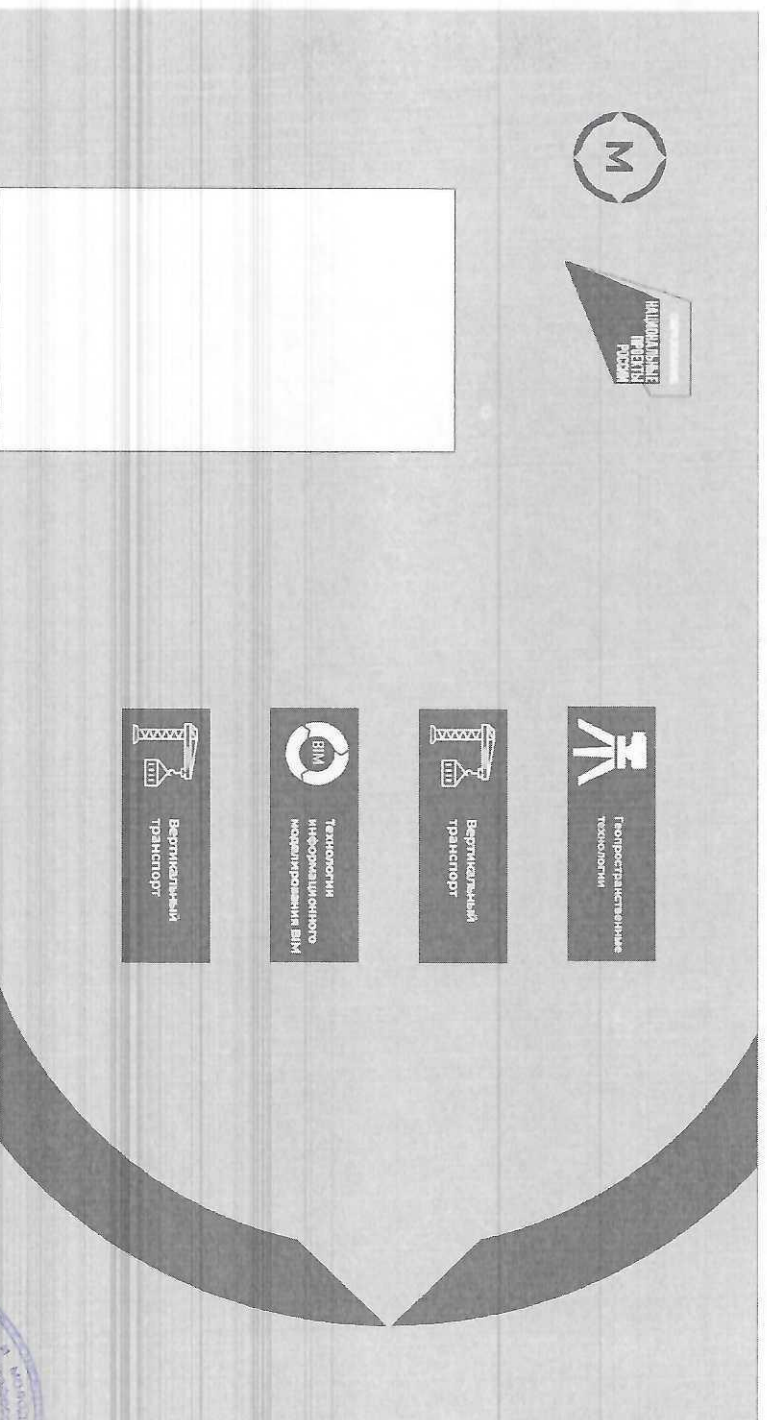 М
НАЦИОНАЛЬНЫЕ
ПРОЕКТЫ
РОССИИ
Геопространственные
технологии
Вертикальный
транспорт
BIM
Технологии
информационного
моделирования BIM
Вертикальный
транспорт